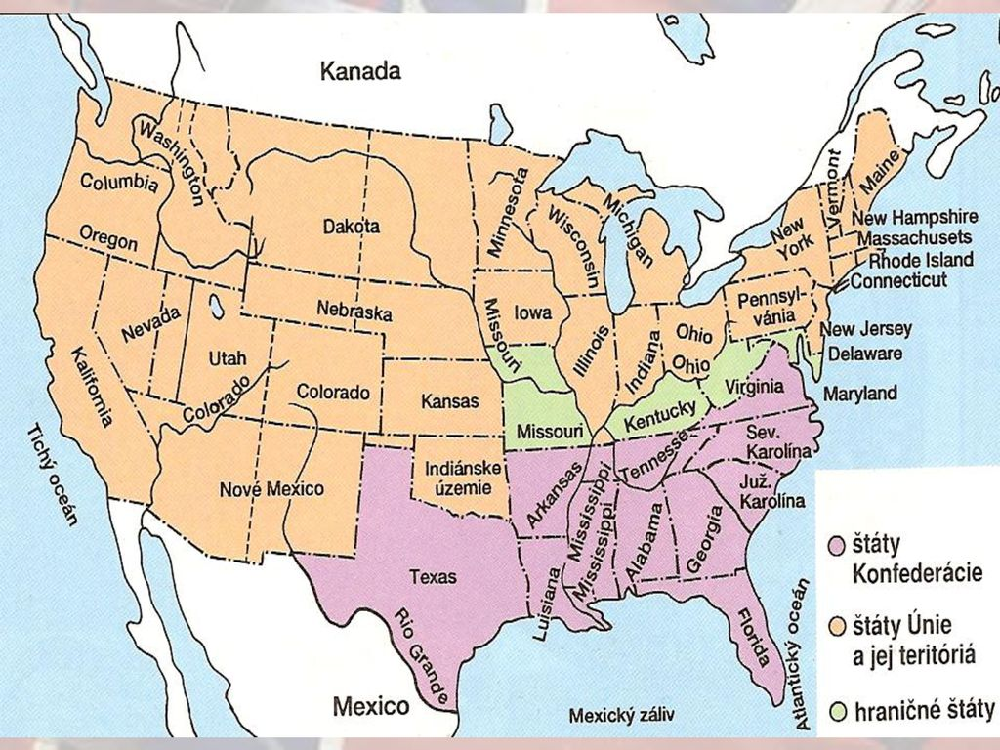 Kanada
Washington
Columbia
Oregon
Dakota
Minnesota
Wisconsin
Michigan
Vermont
Maine
New
York
New Hampshire
Massachusets
Rhode Island
Connecticut
Pennsyl-
vánia
New Jersey
Delaware
Maryland
Nevada
Utah
Nebraska
Iowa
Missouri
Illinois
Indiana
Ohio
Ohio
Kalifornia
Colorado
Colorado
Kansas
Missouri
Kentucky
Virginia
Tichý oceán
Nové Mexico
Indiánske
územie
Arkansas
Tennessee
Sev.
Karolína
Juž.
Karolína
Mississippi
Mississippi
Alabama
Georgia
Texas
Luisiana
Florida
Rio Grande
Atlantický oceán
Mexico
Mexický záliv
štáty
Konfederácie
štáty Únie
a jej teritóriá
hraničné štáty